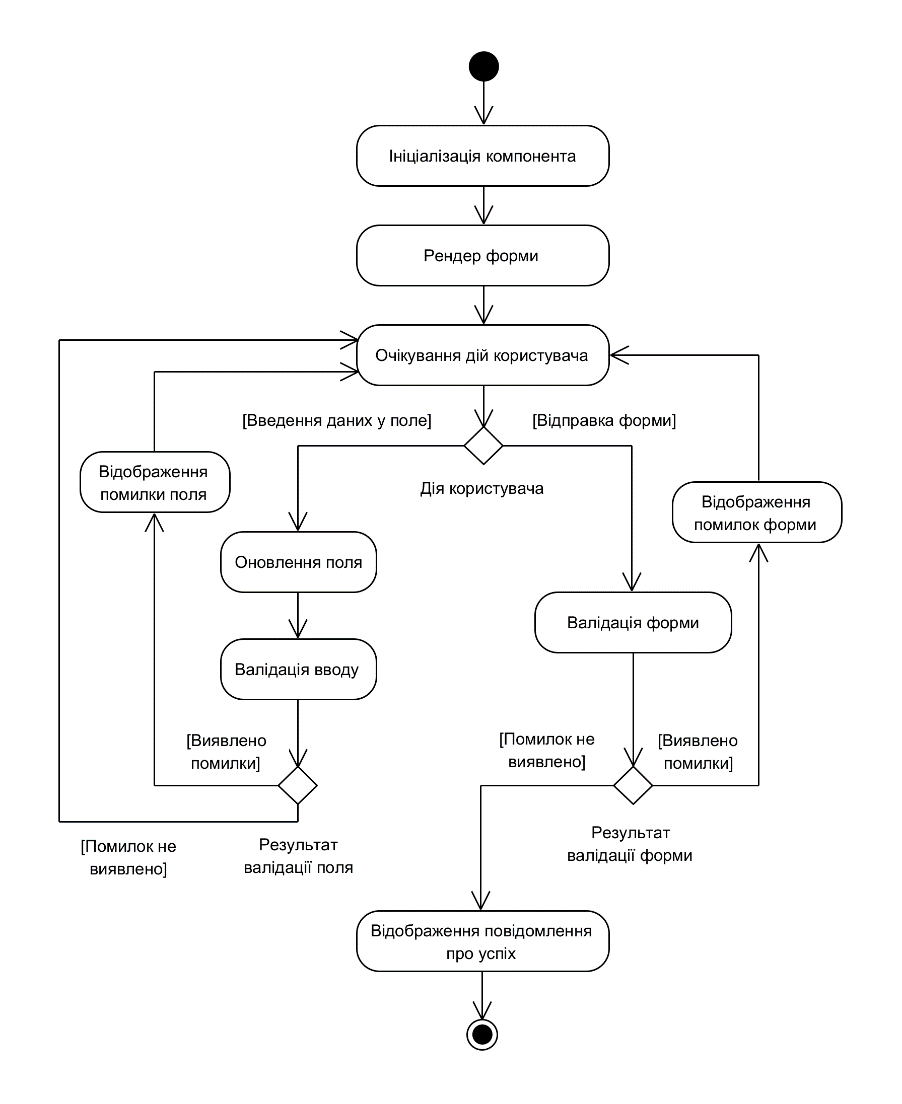 Ініціалізація компонента
Рендер форми
Очікування дій користувача
[Введення даних у поле]
[Відправка форми]
Відображення
помилки поля
Дія користувача
Відображення
помилок форми
Оновлення поля
Валідація форми
Валідація вводу
[Виявлено
помилки]
[Помилок не
виявлено]
[Виявлено
помилки]
[Помилок не
виявлено]
Результат
валідації поля
Результат
валідації форми
Відображення повідомлення
про успіх